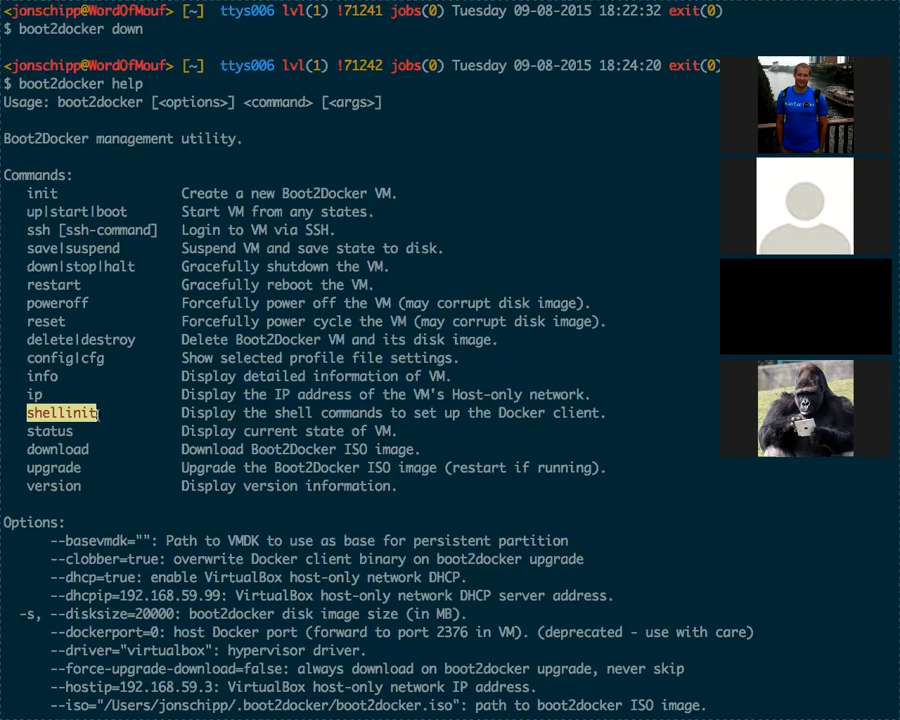 <jonschipp@WordOfMouf> [~]  ttys006 lvl(1) !71241 jobs(0) Tuesday 09-08-2015 18:22:32 exit(0)
$ boot2docker down
<jonschipp@WordOfMouf> [~]  ttys006 lvl(1) !71242 jobs(0) Tuesday 09-08-2015 18:24:20 exit(0)
$ boot2docker help
Usage: boot2docker [<options>] <command> [<args>]
Boot2Docker management utility.
Commands:
init Create a new Boot2Docker VM.
up|start|boot Start VM from any states.
ssh [ssh-command] Login to VM via SSH.
save|suspend Suspend VM and save state to disk.
down|stop|halt Gracefully shutdown the VM.
restart Gracefully reboot the VM.
poweroff Forcefully power off the VM (may corrupt disk image).
reset Forcefully power cycle the VM (may corrupt disk image).
delete|destroy Delete Boot2Docker VM and its disk image.
config|cfg Show selected profile file settings.
info Display detailed information of VM.
ip Display the IP address of the VM's Host-only network.
shellinit Display the shell commands to set up the Docker client.
status Display current state of VM.
download Download Boot2Docker ISO image.
upgrade Upgrade the Boot2Docker ISO image (restart if running).
version Display version information.
Options:
--basevmdk="": Path to VMDK to use as base for persistent partition
--clobber=true: overwrite Docker client binary on boot2docker upgrade
--dhcp=true: enable VirtualBox host-only network DHCP.
--dhcpip=192.168.59.99: VirtualBox host-only network DHCP server address.
-s, --disksize=20000: boot2docker disk image size (in MB).
--dockerport=0: host Docker port (forward to port 2376 in VM). (deprecated - use with care)
--driver="virtualbox": hypervisor driver.
--force-upgrade-download=false: always download on boot2docker upgrade, never skip
--hostip=192.168.59.3: VirtualBox host-only network IP address.
--iso="/Users/jonschipp/.boot2docker/boot2docker.iso": path to boot2docker ISO image.